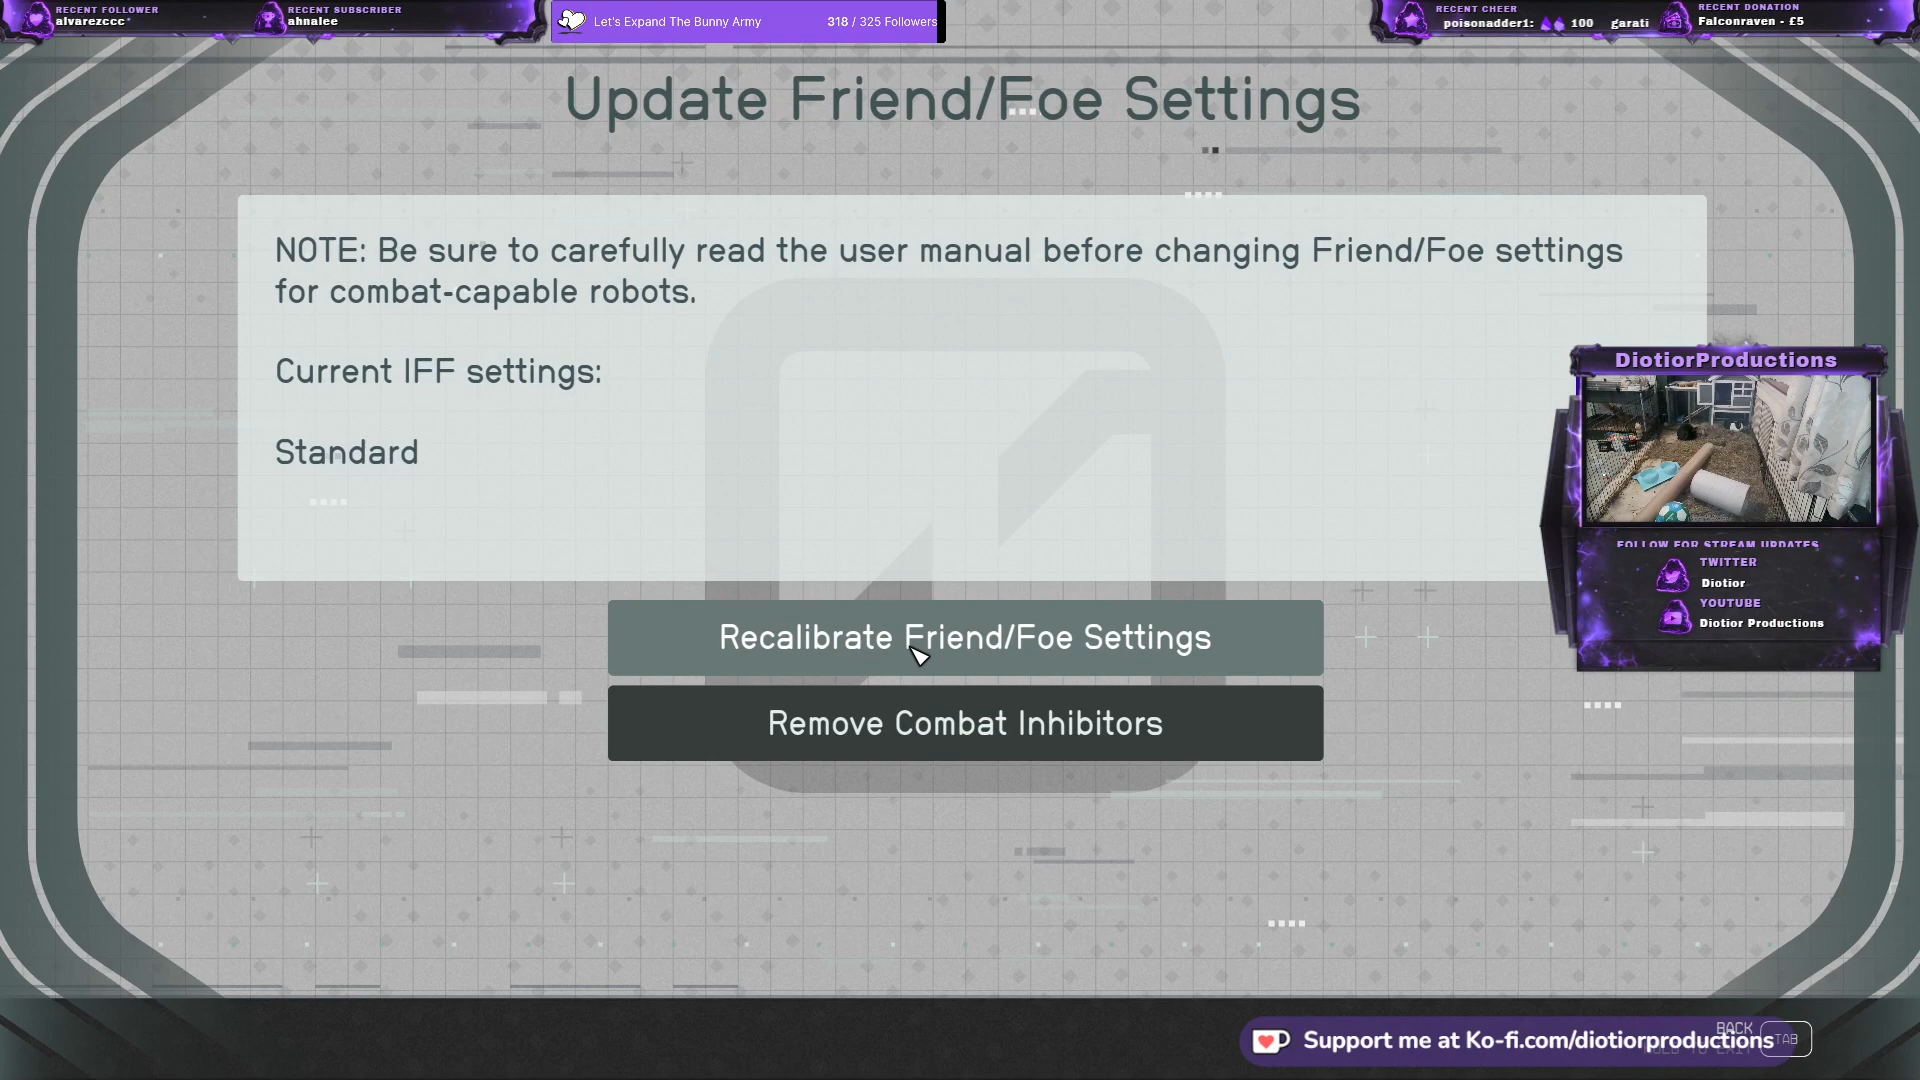 RECENT FOLLOWER
alvarezccc
RECENT SUBSCRIBER
ahnalee
Let's Expand The Bunny Army
318 / 325 Followers
RECENT CHEER
poisonadder1: 100 garati
RECENT DONATION
Falconraven - £5
Update Friend/Foe Settings
NOTE: Be sure to carefully read the user manual before changing Friend/Foe settings
for combat-capable robots.
Current IFF settings:
Standard
Recalibrate Friend/Foe Settings
Remove Combat Inhibitors
DiotiorProductions
FOLLOW FOR STREAM UPDATES
TWITTER
Diotior
YOUTUBE
Diotior Productions
BACK
TAB
HOLD TO EXIT
Support me at Ko-fi.com/diotiorproductions